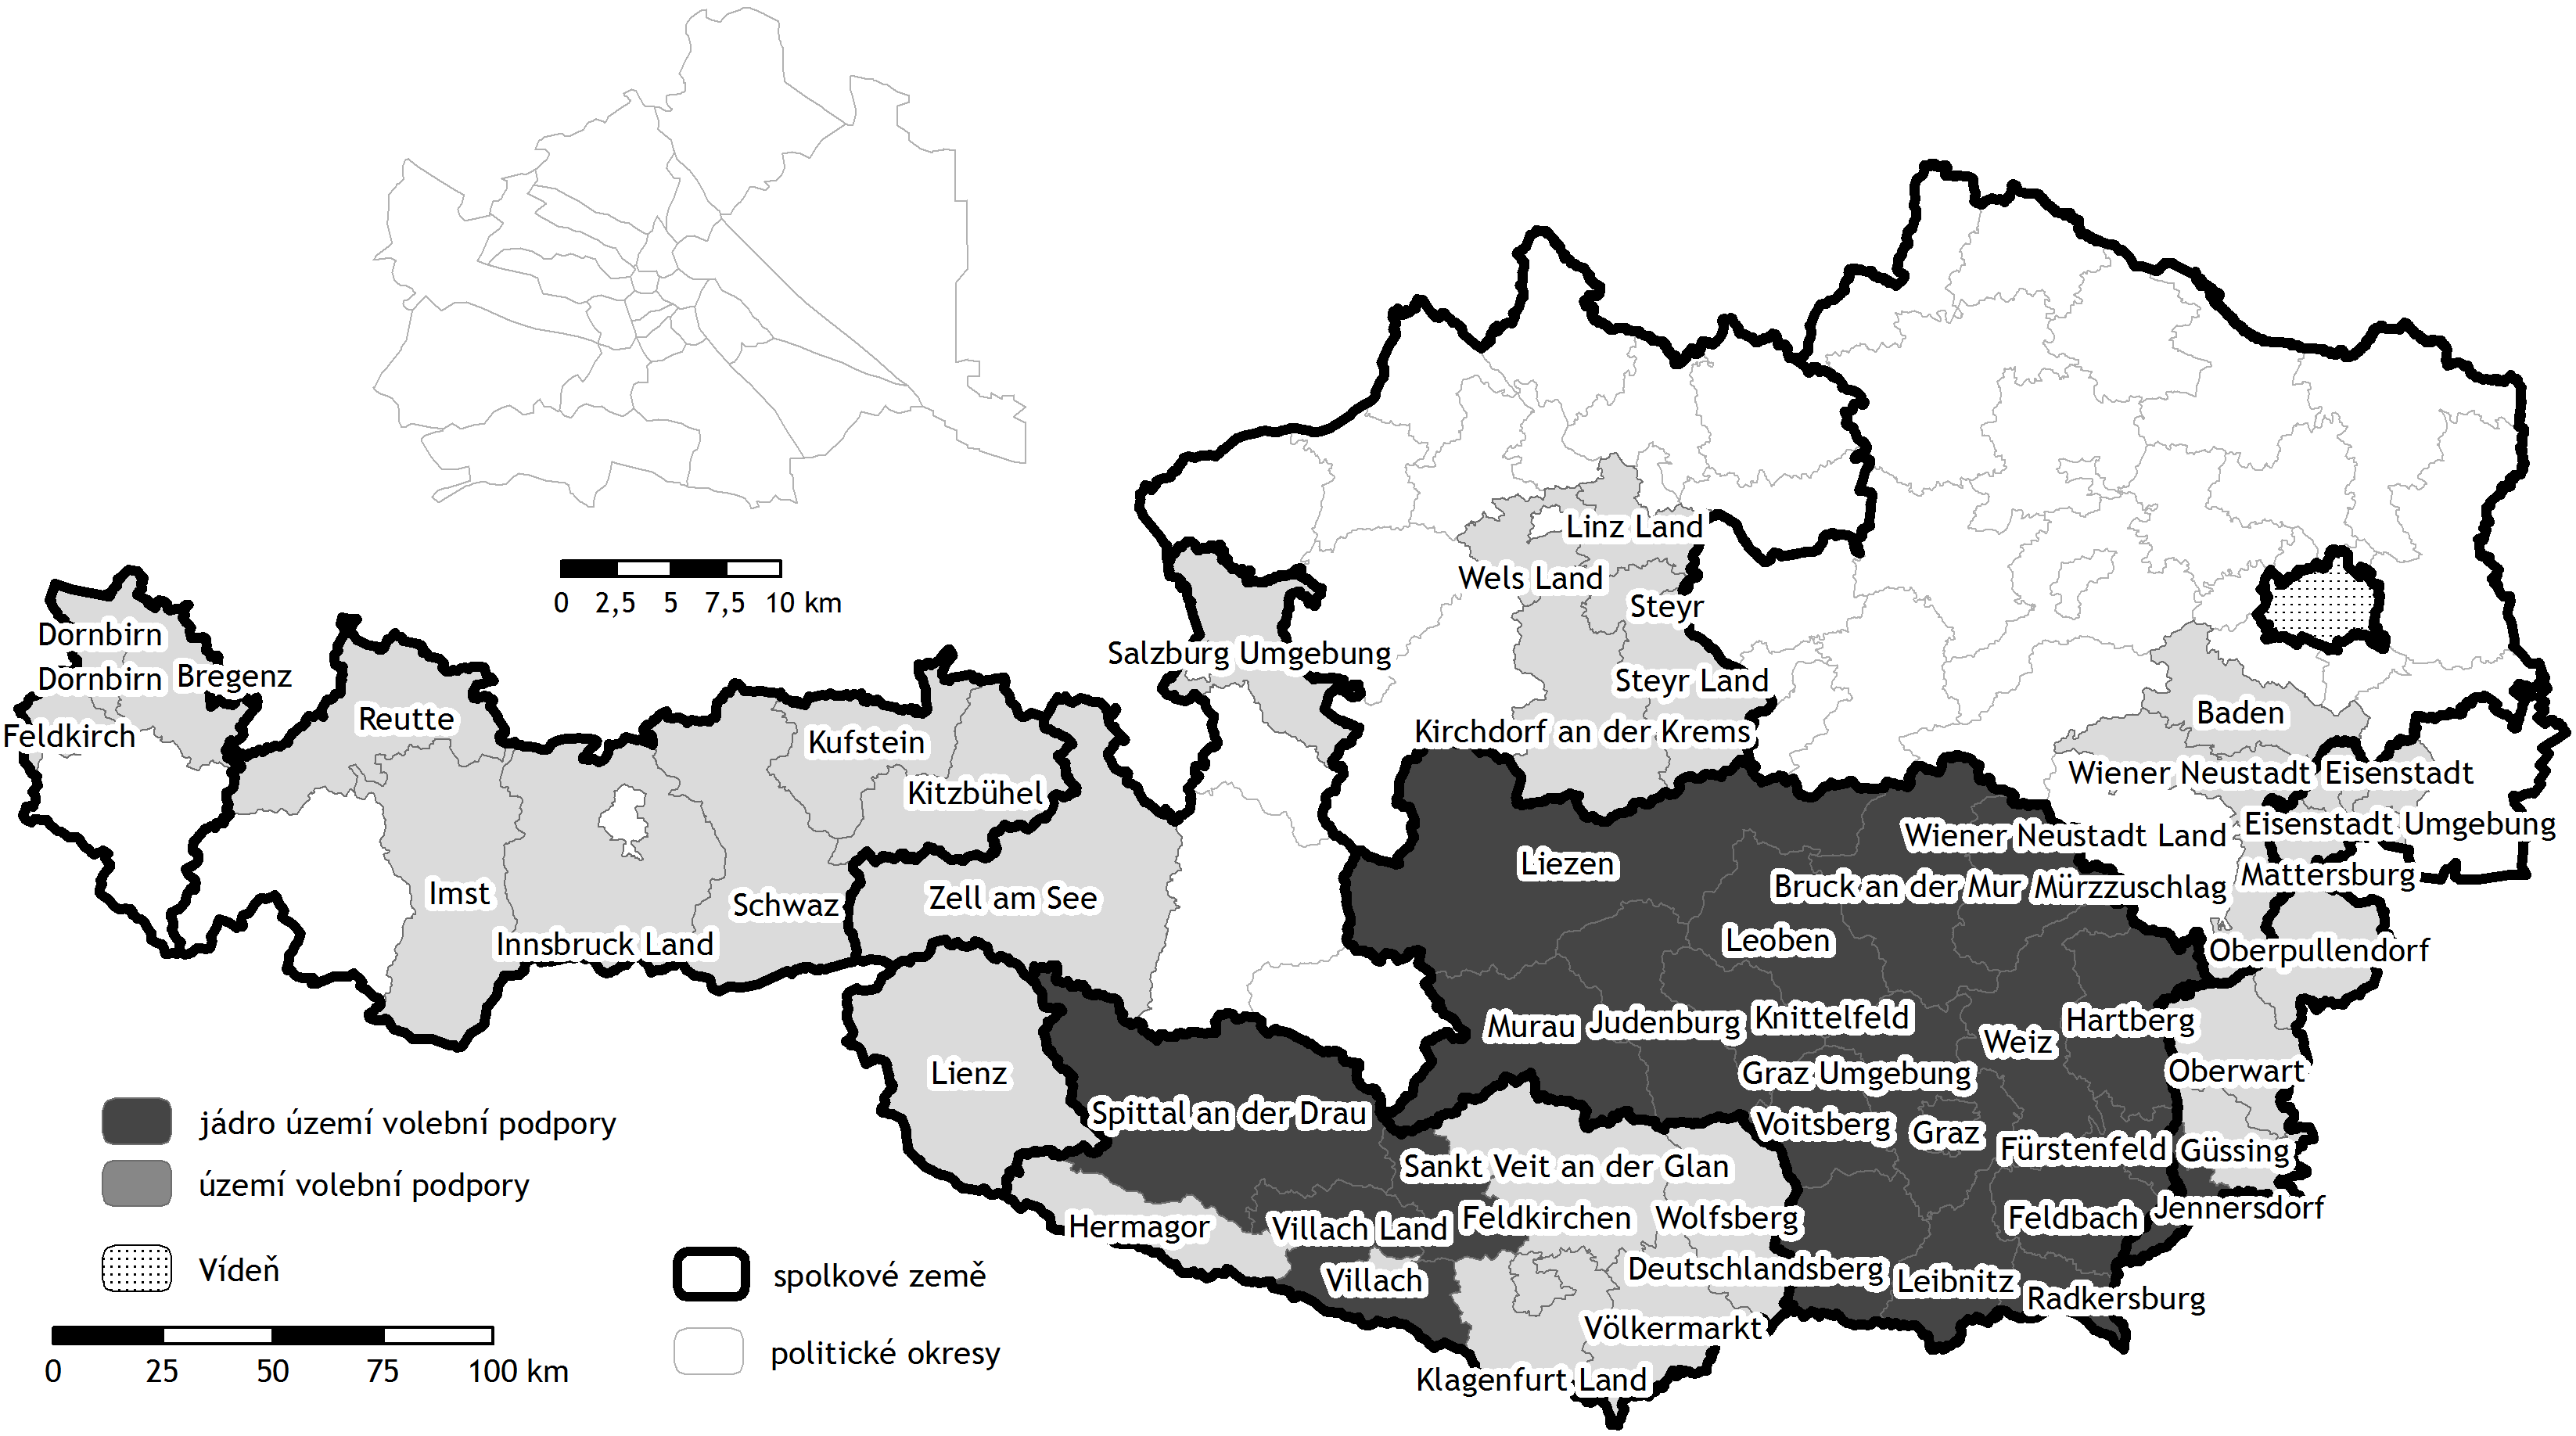 Linz Land
Wels Land
0 2,5 5 7,5 10 km
Steyr
Dornbirn
Salzburg Umgebung
Dornbirn
Bregenz
Steyr Land
Reutte
Baden
Feldkirch
Kufstein
Kirchdorf an der Krems
Wiener Neustadt
Eisenstadt
Kitzbühel
Eisenstadt Umgebung
Wiener Neustadt Land
Liezen
Mattersburg
Bruck an der Mur
Mürzzuschlag
Imst
Zell am See
Schwaz
Innsbruck Land
Leoben
Oberpullendorf
Murau
Judenburg
Knittelfeld
Hartberg
Weiz
Lienz
Graz Umgebung
Oberwart
Spittal an der Drau
jádro území volební podpory
Voitsberg
Graz
Fürstenfeld
Güssing
Sankt Veit an der Glan
území volební podpory
Jennersdorf
Hermagor
Villach Land
Feldkirchen
Wolfsberg
Feldbach
Vídeň
spolkové země
Villach
Deutschlandsberg
Leibnitz
Radkersburg
Völkermarkt
politické okresy
0 25 50 75 100 km
Klagenfurt Land